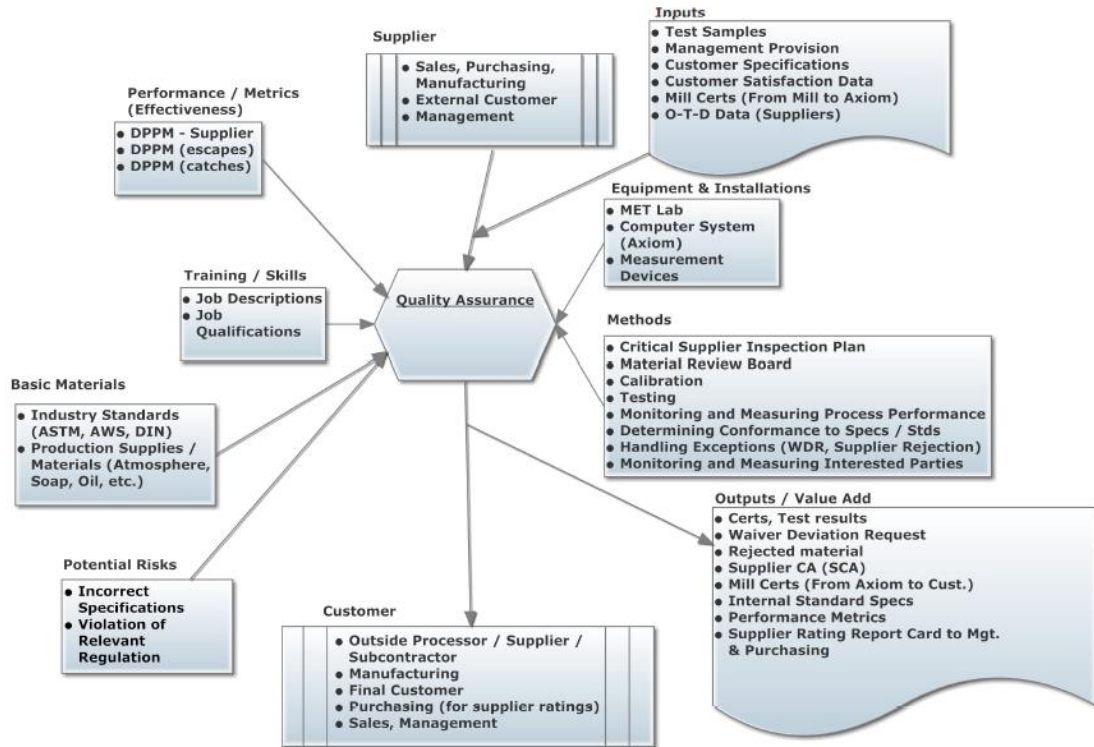 Inputs
• Test Samples
• Management Provision
• Customer Specifications
• Customer Satisfaction Data
• Mill Certs (From Mill to Axiom)
• O-T-D Data (Suppliers)
Supplier
• Sales, Purchasing,
Manufacturing
• External Customer
• Management
Performance / Metrics
(Effectiveness)
• DPPM - Supplier
• DPPM (escapes)
• DPPM (catches)
Equipment & Installations
• MET Lab
• Computer System
(Axiom)
• Measurement
Devices
Training / Skills
• Job Descriptions
• Job
Qualifications
Quality Assurance
Methods
• Critical Supplier Inspection Plan
• Material Review Board
• Calibration
• Testing
• Monitoring and Measuring Process Performance
• Determining Conformance to Specs / Stds
• Handling Exceptions (WDR, Supplier Rejection)
• Monitoring and Measuring Interested Parties
Basic Materials
• Industry Standards
(ASTM, AWS, DIN)
• Production Supplies /
Materials (Atmosphere,
Soap, Oil, etc.)
Potential Risks
• Incorrect
Specifications
• Violation of
Relevant
Regulation
Customer
• Outside Processor / Supplier /
Subcontractor
• Manufacturing
• Final Customer
• Purchasing (for supplier ratings)
• Sales, Management
Outputs / Value Add
• Certs, Test results
• Waiver Deviation Request
• Rejected material
• Supplier CA (SCA)
• Mill Certs (From Axiom to Cust.)
• Internal Standard Specs
• Performance Metrics
• Supplier Rating Report Card to Mgt.
& Purchasing